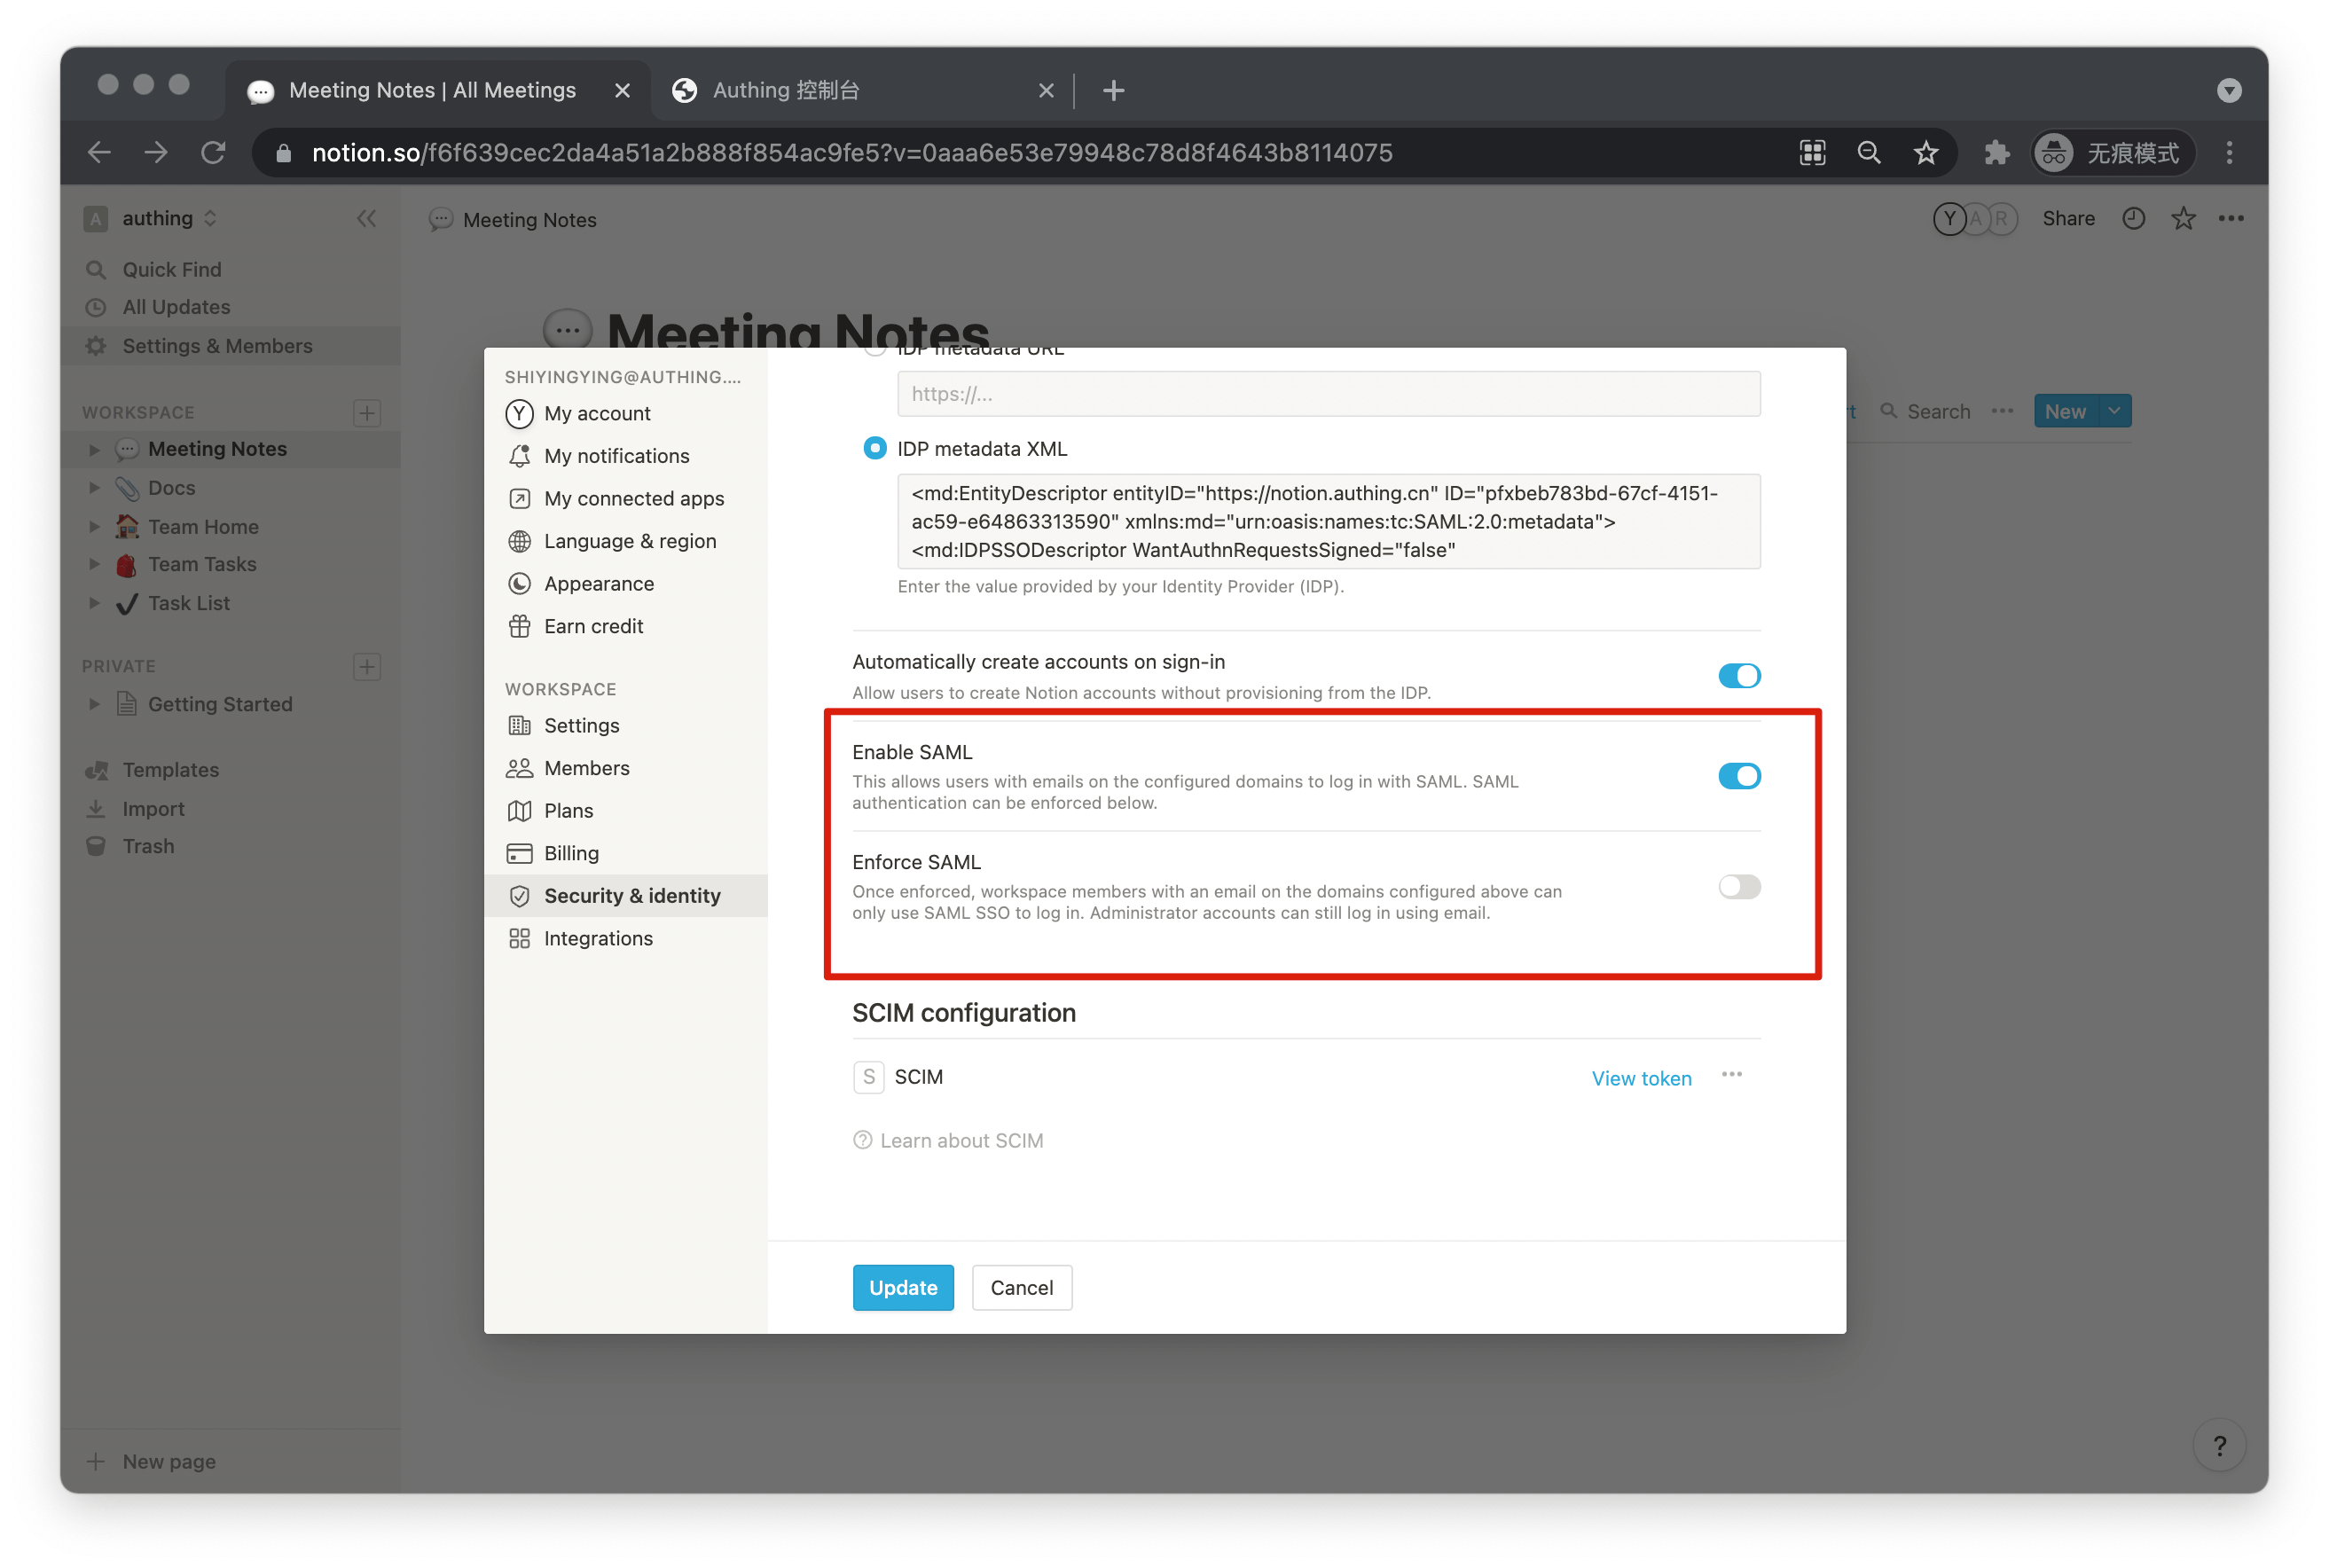 Meeting Notes | All Meetings
Authing 控制台
notion.so/f6f639cec2da4a51a2b888f854ac9fe5?v=0aaa6e53e79948c78d8f4643b8114075
无痕模式
A authing
Meeting Notes
Y A R Share
Quick Find
All Updates
Settings & Members
WORKSPACE
Meeting Notes
Docs
Team Home
Team Tasks
Task List
PRIVATE
Getting Started
Templates
Import
Trash
New page
Meeting Notes
Search
New
SHIYINGYING@AUTHING....
Y My account
My notifications
My connected apps
Language & region
Appearance
Earn credit
WORKSPACE
Settings
Members
Plans
Billing
Security & identity
Integrations
IDP metadata URL
https://...
IDP metadata XML
<md:EntityDescriptor entityID="https://notion.authing.cn" ID="pfxbeb783bd-67cf-4151-
ac59-e64863313590" xmlns:md="urn:oasis:names:tc:SAML:2.0:metadata">
<md:IDPSSODescriptor WantAuthnRequestsSigned="false"
Enter the value provided by your Identity Provider (IDP).
Automatically create accounts on sign-in
Allow users to create Notion accounts without provisioning from the IDP.
Enable SAML
This allows users with emails on the configured domains to log in with SAML. SAML
authentication can be enforced below.
Enforce SAML
Once enforced, workspace members with an email on the domains configured above can
only use SAML SSO to log in. Administrator accounts can still log in using email.
SCIM configuration
S SCIM
View token
Learn about SCIM
Update
Cancel
?